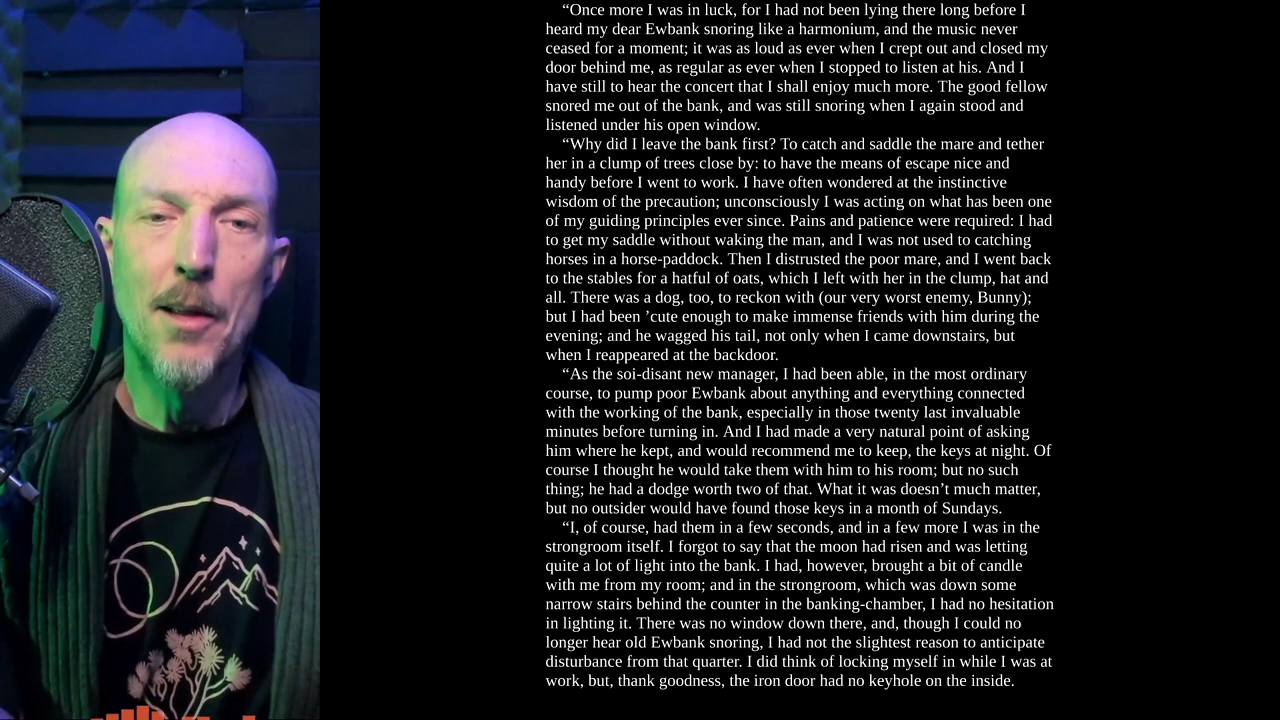 “Once more I was in luck, for I had not been lying there long before I
heard my dear Ewbank snoring like a harmonium, and the music never
ceased for a moment; it was as loud as ever when I crept out and closed my
door behind me, as regular as ever when I stopped to listen at his. And I
have still to hear the concert that I shall enjoy much more. The good fellow
snored me out of the bank, and was still snoring when I again stood and
listened under his open window.
“Why did I leave the bank first? To catch and saddle the mare and tether
her in a clump of trees close by: to have the means of escape nice and
handy before I went to work. I have often wondered at the instinctive
wisdom of the precaution; unconsciously I was acting on what has been one
of my guiding principles ever since. Pains and patience were required: I had
to get my saddle without waking the man, and I was not used to catching
horses in a horse-paddock. Then I distrusted the poor mare, and I went back
to the stables for a hatful of oats, which I left with her in the clump, hat and
all. There was a dog, too, to reckon with (our very worst enemy, Bunny);
but I had been ’cute enough to make immense friends with him during the
evening; and he wagged his tail, not only when I came downstairs, but
when I reappeared at the backdoor.
“As the soi-disant new manager, I had been able, in the most ordinary
course, to pump poor Ewbank about anything and everything connected
with the working of the bank, especially in those twenty last invaluable
minutes before turning in. And I had made a very natural point of asking
him where he kept, and would recommend me to keep, the keys at night. Of
course I thought he would take them with him to his room; but no such
thing; he had a dodge worth two of that. What it was doesn’t much matter,
but no outsider would have found those keys in a month of Sundays.
“I, of course, had them in a few seconds, and in a few more I was in the
strongroom itself. I forgot to say that the moon had risen and was letting
quite a lot of light into the bank. I had, however, brought a bit of candle
with me from my room; and in the strongroom, which was down some
narrow stairs behind the counter in the banking-chamber, I had no hesitation
in lighting it. There was no window down there, and, though I could no
longer hear old Ewbank snoring, I had not the slightest reason to anticipate
disturbance from that quarter. I did think of locking myself in while I was at
work, but, thank goodness, the iron door had no keyhole on the inside.